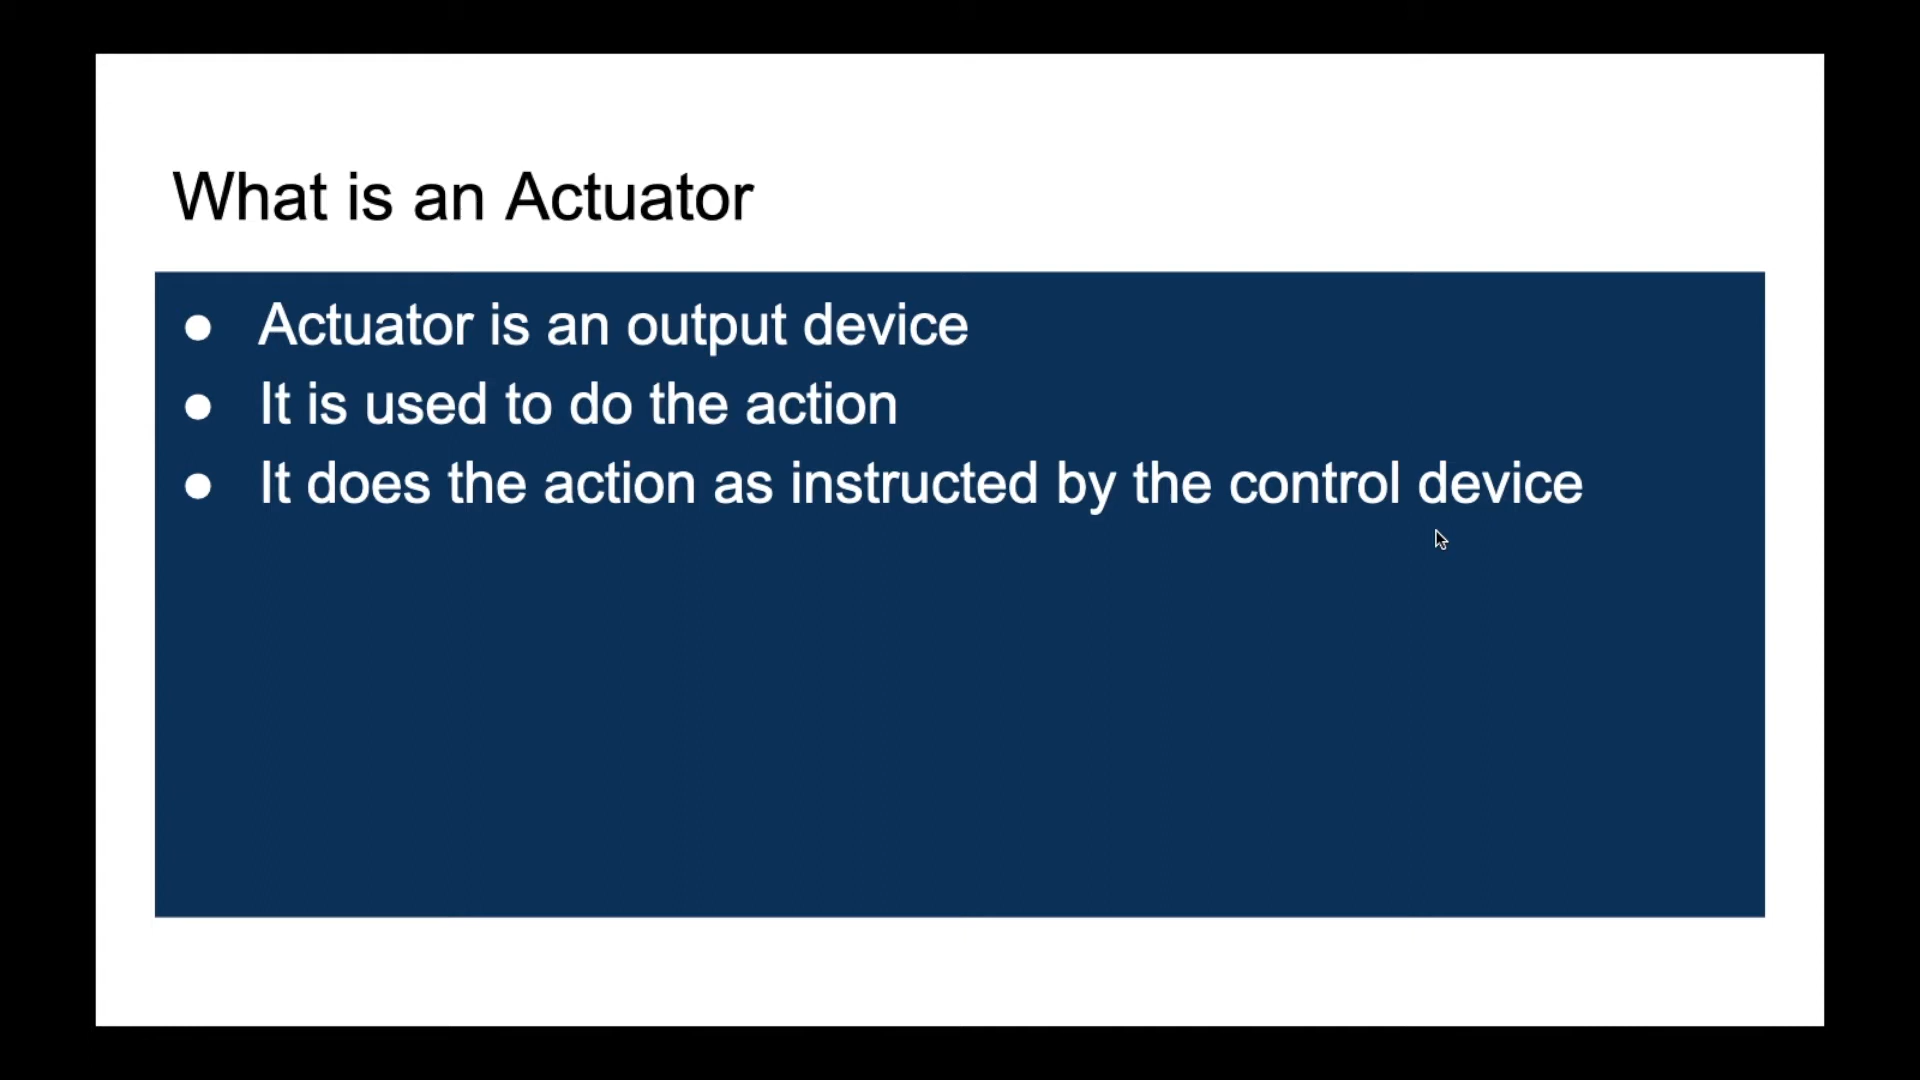 What is an Actuator
● Actuator is an output device
● It is used to do the action
● It does the action as instructed by the control device